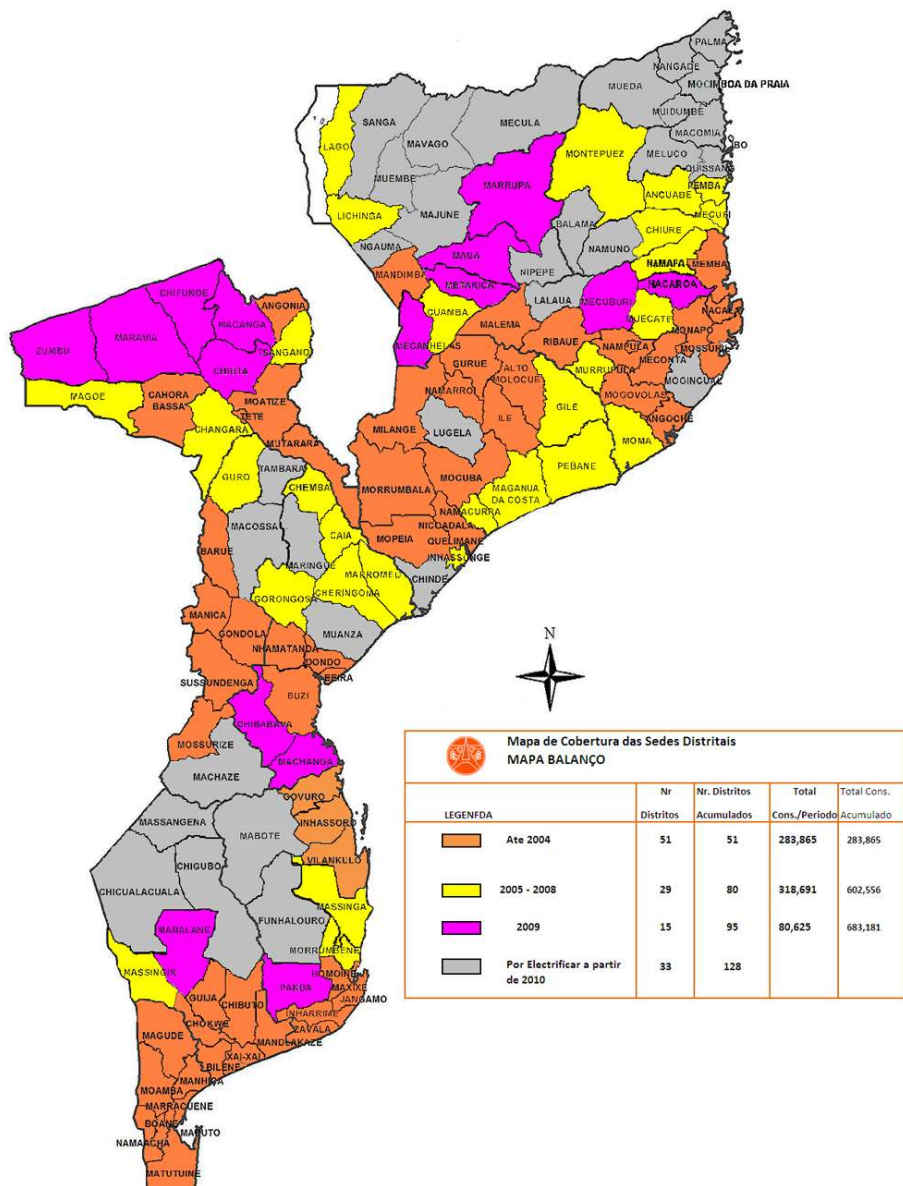 PALMA
NANGADE
MOCIMBOA DA PRAIA
MUEDA
MUIDUMBE
MACOMIA
BO
MELUCO
QUISSANG
SANGA
MECULA
MAVAGO
LAGO
MONTEPUEZ
MARRUPA
MUEMBE
ANCUABE
PEMBA
MECUFI
LICHINGA
MAJUNE
BALAMA
CHIURE
NGAUMA
MAUA
NAMUNO
NAMAPA
MEMBA
MANDIMBA
NIPEPE
METARICA
LALAUA
MECUBURI
NACAROA
NACALA
CHIFUNDE
ANGONIA
MACANGA
MARAVIA
ZUMBU
TSANGANO
CHIUTA
CUAMBA
MALEMA
MUECATE
MONAPO
MECANHELAS
RIBAUE
NAMPULA
MOSSURIL
MECONTA
GURUE
ALTO
MOLOCUE
MURRUPULA
MOGINCUAL
MAGOE
CAHORA
BASSA
MOATIZE
TETE
NAMARROI
MOGOVOLAS
ANGOCHE
ILE
GILE
CHANGARA
MUTARARA
MILANGE
LUGELA
MOMA
GURO
TAMBARA
CHEMBA
MORRUMBALA
MOCUBA
PEBANE
MAGANUA
DA COSTA
NAMACURRA
MACOSSA
CAIA
MOPEIA
NICOADALA
QUELIMANE
INHASSUNGE
BARUE
MARINGUE
MARROMEU
CHINDE
GORONGOSA
CHERINGOMA
MANICA
GONDOLA
MUANZA
NHAMATANDA
DONDO
BEIRA
SUSSUNDENGA
BUZI
CHIBABAVA
MOSSURIZE
MACHANGA
MACHAZE
GOVURO
MASSANGENA
INHASSORO
MABOTE
CHIGUBO
VILANKULO
CHICUALACUALA
MASSINGA
MABALANE
FUNHALOURO
MORRUMBENE
MASSINGIR
HOMOINE
MAXIXE
GUIJA
CHIBUTO
JANGAMO
INHARRIME
CHOKWE
ZAVALA
MAGUDE
MANDLAKAZE
XAI-XAI
BILENE
MANHIÇA
MOAMBA
MARRACUENE
BOANE
MAPUTO
NAMAACHA
MATUTUINE
N
Mapa de Cobertura das Sedes Distritais
MAPA BALANÇO
LEGENFDA
Nr Distritos
Nr. Distritos Acumulados
Total Cons./Periodo
Total Cons. Acumulado
Ate 2004 51 51 283,865 283,865
2005 - 2008 29 80 318,691 602,556
2009 15 95 80,625 683,181
Por Electrificar a partir
de 2010 33 128